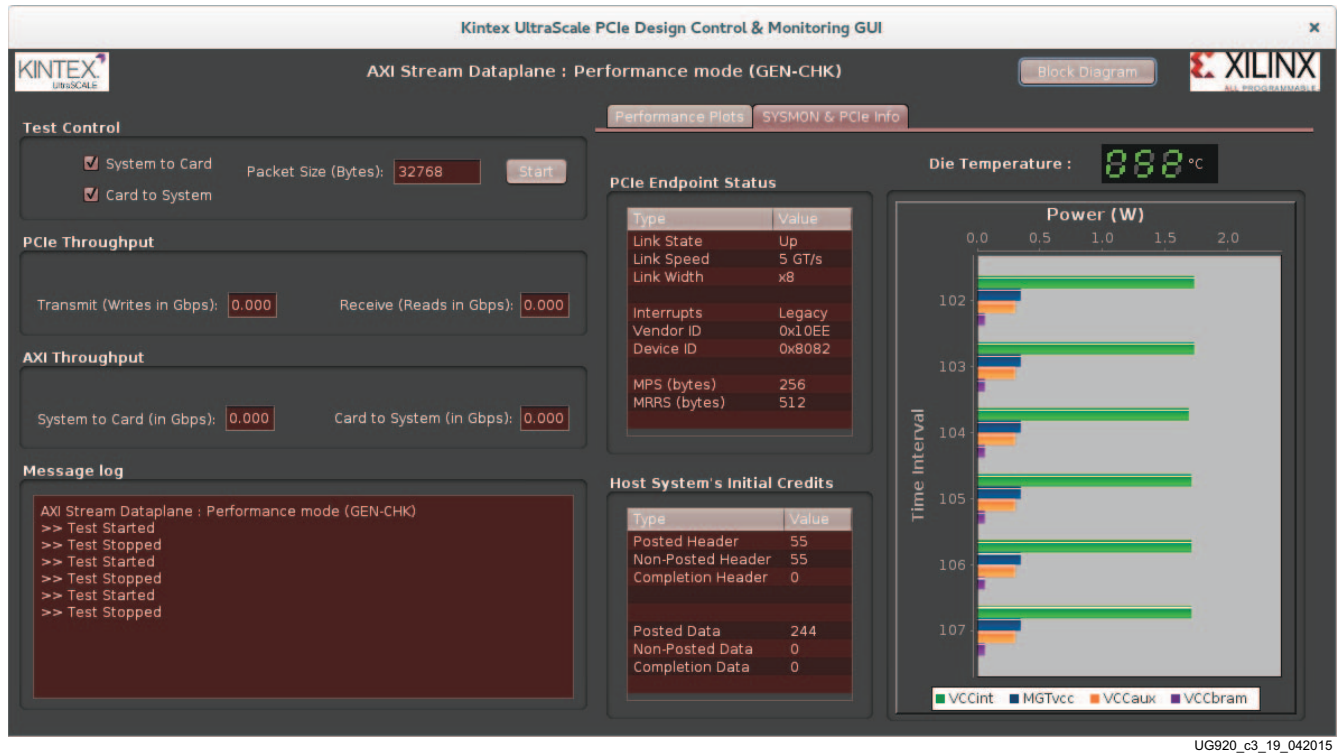 Kintex UltraScale PCIe Design Control & Monitoring GUI
x
KINTEX
UltraSCALE
AXI Stream Dataplane : Performance mode (GEN-CHK)
Block Diagram
XILINX
ALL PROGRAMMABLE
Performance Plots
SYSMON & PCIe Info
Test Control
System to Card
Card to System
Packet Size (Bytes): 32768
Start
PCIe Throughput
Transmit (Writes in Gbps): 0.000
Receive (Reads in Gbps): 0.000
AXI Throughput
System to Card (in Gbps): 0.000
Card to System (in Gbps): 0.000
Message log
AXI Stream Dataplane : Performance mode (GEN-CHK)
>> Test Started
>> Test Stopped
>> Test Started
>> Test Stopped
>> Test Started
>> Test Stopped
PCIe Endpoint Status
Type Value
Link State Up
Link Speed 5 GT/s
Link Width x8
Interrupts Legacy
Vendor ID 0x10EE
Device ID 0x8082
MPS (bytes) 256
MRRS (bytes) 512
Host System's Initial Credits
Type Value
Posted Header 55
Non-Posted Header 55
Completion Header 0
Posted Data 244
Non-Posted Data 0
Completion Data 0
Die Temperature :
°C
Power (W)
0.0 0.5 1.0 1.5 2.0
Time Interval
102
103
104
105
106
107
VCCint MGTvcc VCCaux VCCbram
UG920_c3_19_042015